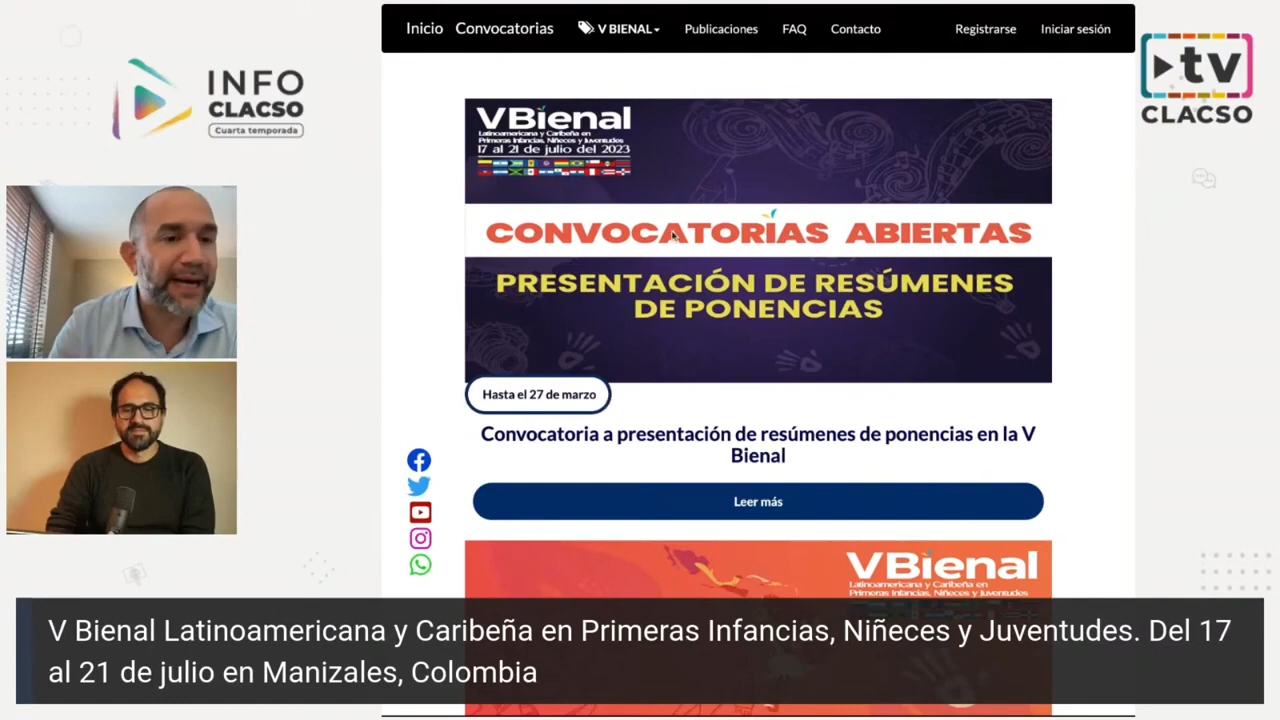 Inicio Convocatorias V BIENAL Publicaciones FAQ Contacto Registrarse Iniciar sesión
INFO
CLACSO
Cuarta temporada
tv
CLACSO
VBienal
Latinoamericana y Caribeña en
Primeras Infancias, Niñeces y Juventudes
17 al 21 de julio del 2023
CONVOCATORÍAS ABIERTAS
PRESENTACIÓN DE RESÚMENES
DE PONENCIAS
Hasta el 27 de marzo
Convocatoria a presentación de resúmenes de ponencias en la V
Bienal
Leer más
VBienal
Latinoamericana y Caribeña en
Primeras Infancias, Niñeces y Juventudes
V Bienal Latinoamericana y Caribeña en Primeras Infancias, Niñeces y Juventudes. Del 17
al 21 de julio en Manizales, Colombia